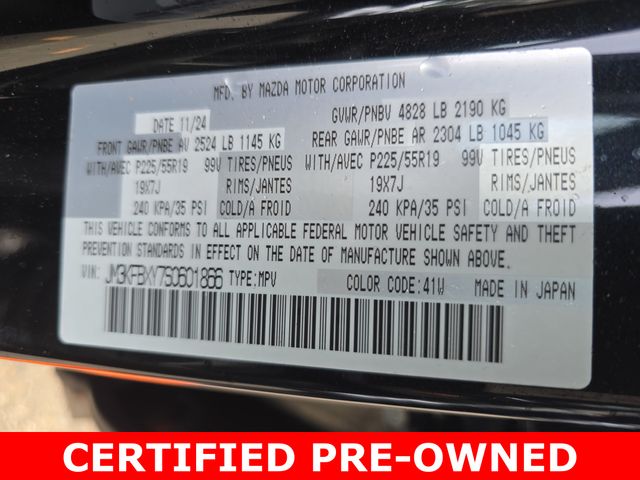 MFD. BY MAZDA MOTOR CORPORATION
DATE 11/24 GVWR/PNBV 4828 LB 2190 KG
FRONT GAWR/PNBE AV 2524 LB 1145 KG REAR GAWR/PNBE AR 2304 LB 1045 KG
WITH/AVEC P225/55R19 99V TIRES/PNEUS WITH/AVEC P225/55R19 99V TIRES/PNEUS
19X7J RIMS/JANTES 19X7J RIMS/JANTES
240 KPA/35 PSI COLD/A FROID 240 KPA/35 PSI COLD/A FROID
THIS VEHICLE CONFORMS TO ALL APPLICABLE FEDERAL MOTOR VEHICLE SAFETY AND THEFT
PREVENTION STANDARDS IN EFFECT ON THE DATE OF MANUFACTURE SHOWN ABOVE.
VIN: TYPE:MPV COLOR CODE:41W MADE IN JAPAN
CERTIFIED PRE-OWNED